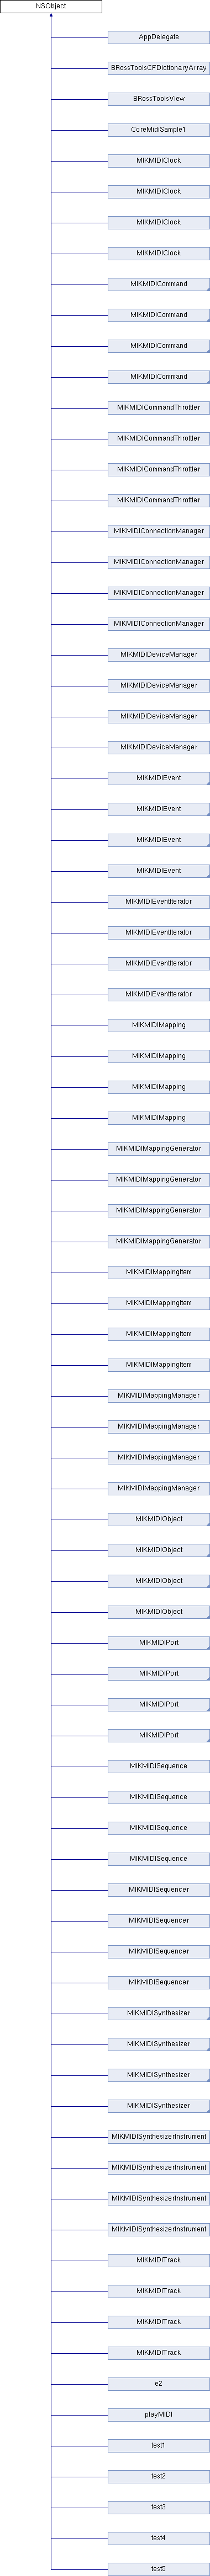 NSObject
AppDelegate
BRossToolsCFDictionaryArray
BRossToolsView
CoreMidiSample1
MIKMIDIClock
MIKMIDIClock
MIKMIDIClock
MIKMIDIClock
MIKMIDICommand
MIKMIDICommand
MIKMIDICommand
MIKMIDICommand
MIKMIDICommandThrottler
MIKMIDICommandThrottler
MIKMIDICommandThrottler
MIKMIDICommandThrottler
MIKMIDIConnectionManager
MIKMIDIConnectionManager
MIKMIDIConnectionManager
MIKMIDIConnectionManager
MIKMIDIDeviceManager
MIKMIDIDeviceManager
MIKMIDIDeviceManager
MIKMIDIDeviceManager
MIKMIDIEvent
MIKMIDIEvent
MIKMIDIEvent
MIKMIDIEvent
MIKMIDIEventIterator
MIKMIDIEventIterator
MIKMIDIEventIterator
MIKMIDIEventIterator
MIKMIDIMapping
MIKMIDIMapping
MIKMIDIMapping
MIKMIDIMapping
MIKMIDIMappingGenerator
MIKMIDIMappingGenerator
MIKMIDIMappingGenerator
MIKMIDIMappingGenerator
MIKMIDIMappingItem
MIKMIDIMappingItem
MIKMIDIMappingItem
MIKMIDIMappingItem
MIKMIDIMappingManager
MIKMIDIMappingManager
MIKMIDIMappingManager
MIKMIDIMappingManager
MIKMIDIObject
MIKMIDIObject
MIKMIDIObject
MIKMIDIObject
MIKMIDIPort
MIKMIDIPort
MIKMIDIPort
MIKMIDIPort
MIKMIDISequence
MIKMIDISequence
MIKMIDISequence
MIKMIDISequence
MIKMIDISequencer
MIKMIDISequencer
MIKMIDISequencer
MIKMIDISequencer
MIKMIDISynthesizer
MIKMIDISynthesizer
MIKMIDISynthesizer
MIKMIDISynthesizer
MIKMIDISynthesizerInstrument
MIKMIDISynthesizerInstrument
MIKMIDISynthesizerInstrument
MIKMIDISynthesizerInstrument
MIKMIDITrack
MIKMIDITrack
MIKMIDITrack
MIKMIDITrack
e2
playMIDI
test1
test2
test3
test4
test5